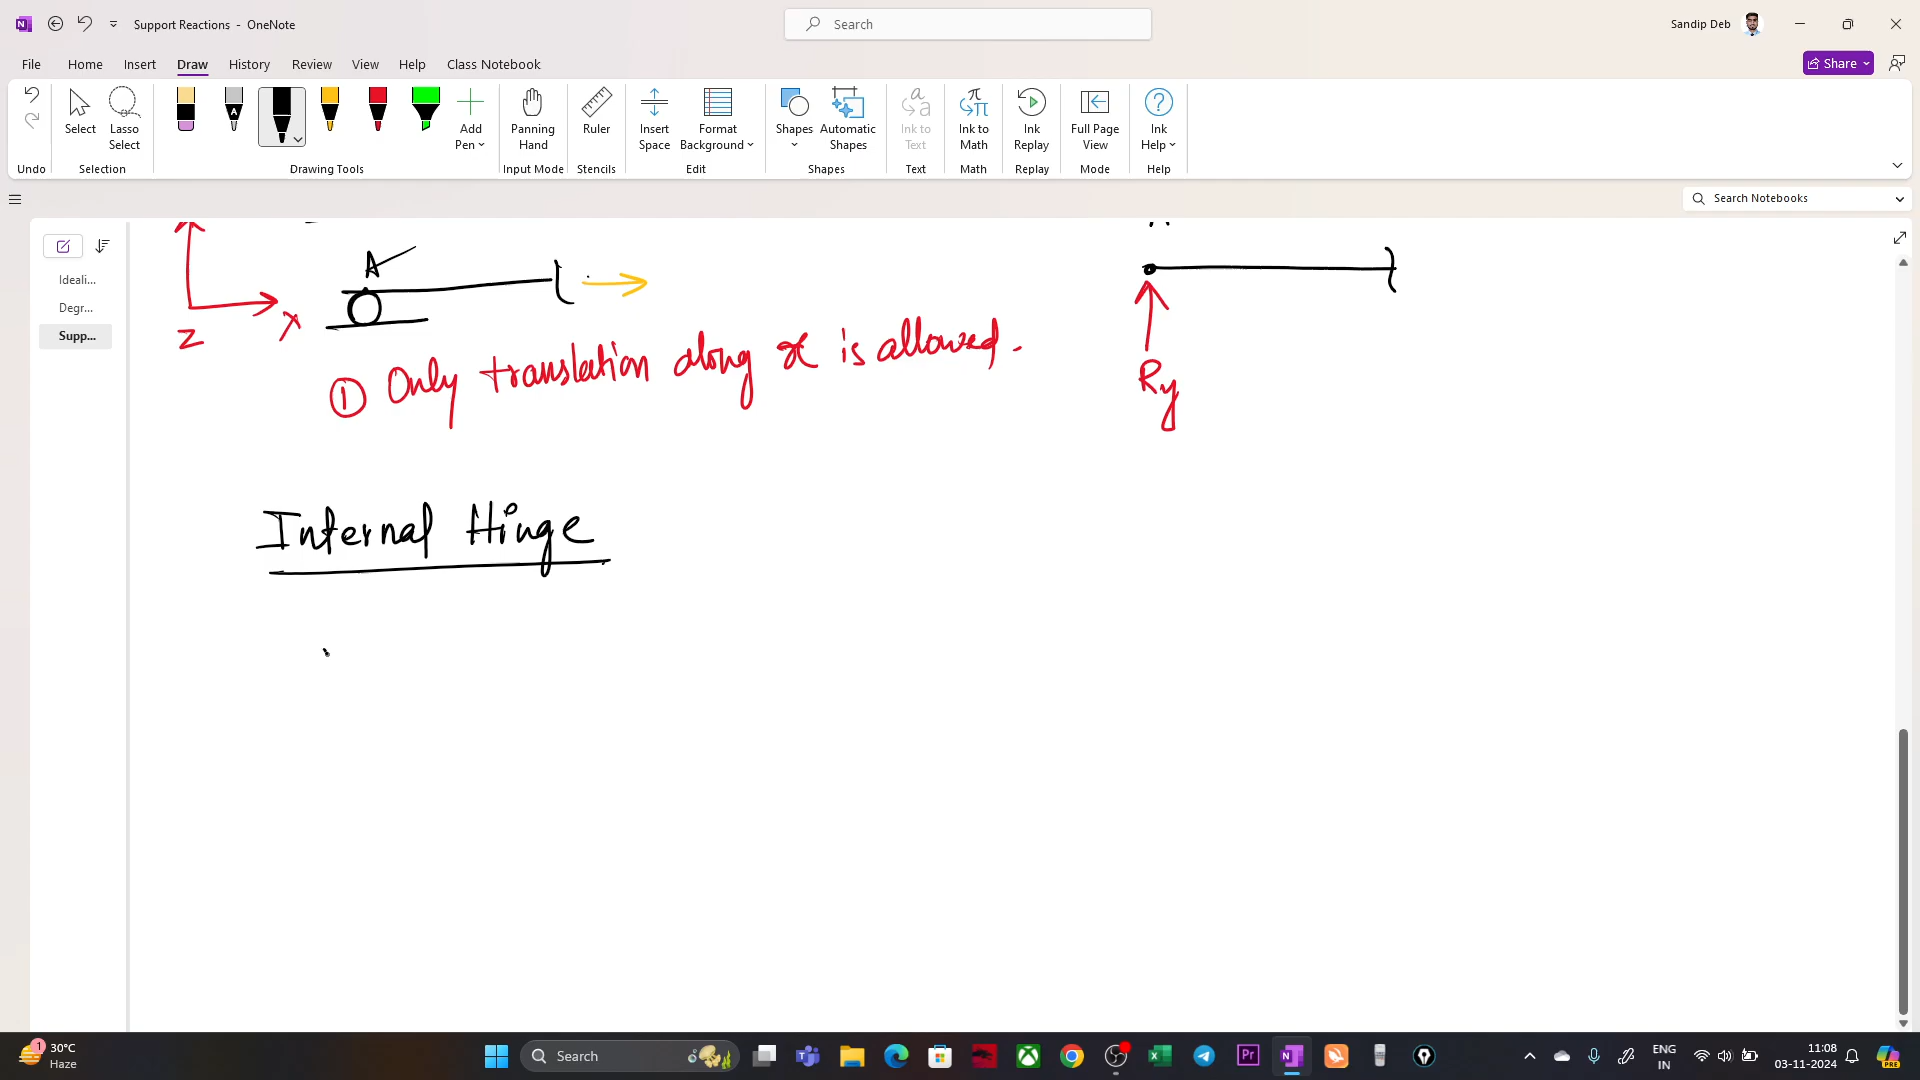 Support Reactions - OneNote
Search
Sandip Deb
File Home Insert Draw History Review View Help Class Notebook
Share
Select
Lasso Select
Add Pen
Panning Hand
Ruler
Insert Space
Format Background
Shapes
Automatic Shapes
Ink to Text
Ink to Math
Ink Replay
Full Page View
Ink Help
Undo Selection Drawing Tools Input Mode Stencils Edit Shapes Text Math Replay Mode Help
Search Notebooks
Ideali...
Degr...
Supp...
A
X
Z
① Only translation along x is allowed.
Ry
Internal Hinge
1
30°C
Haze
Search
ENG
IN
11:08
03-11-2024